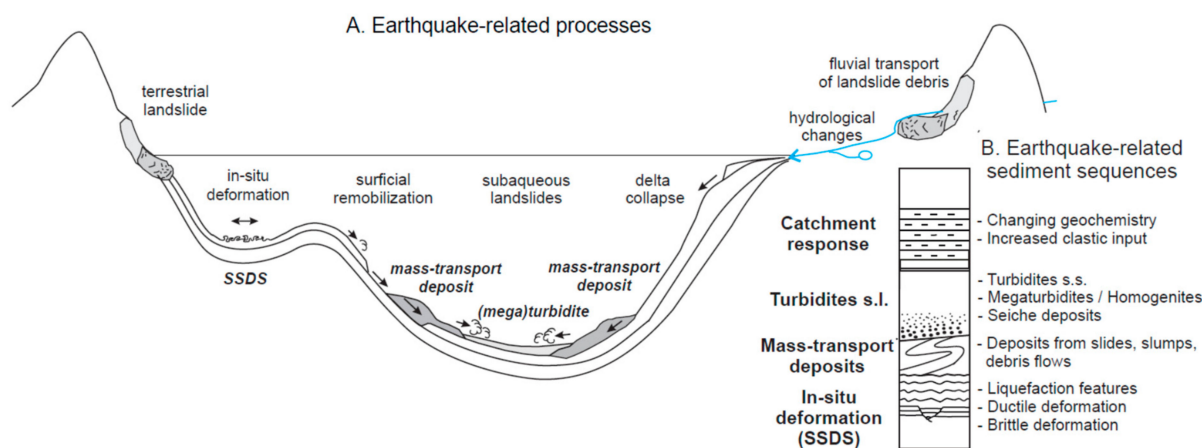 A. Earthquake-related processes
terrestrial
landslide
fluvial transport
of landslide debris
hydrological
changes
in-situ
deformation
surficial
remobilization
subaqueous
landslides
delta
collapse
SSDS
mass-transport
deposit
(mega)turbidite
mass-transport
deposit
B. Earthquake-related
sediment sequences
Catchment
response
- Changing geochemistry
- Increased clastic input
Turbidites s.l.
- Turbidites s.s.
- Megaturbidites / Homogenites
- Seiche deposits
Mass-transport
deposits
- Deposits from slides, slumps,
debris flows
In-situ
deformation
(SSDS)
- Liquefaction features
- Ductile deformation
- Brittle deformation